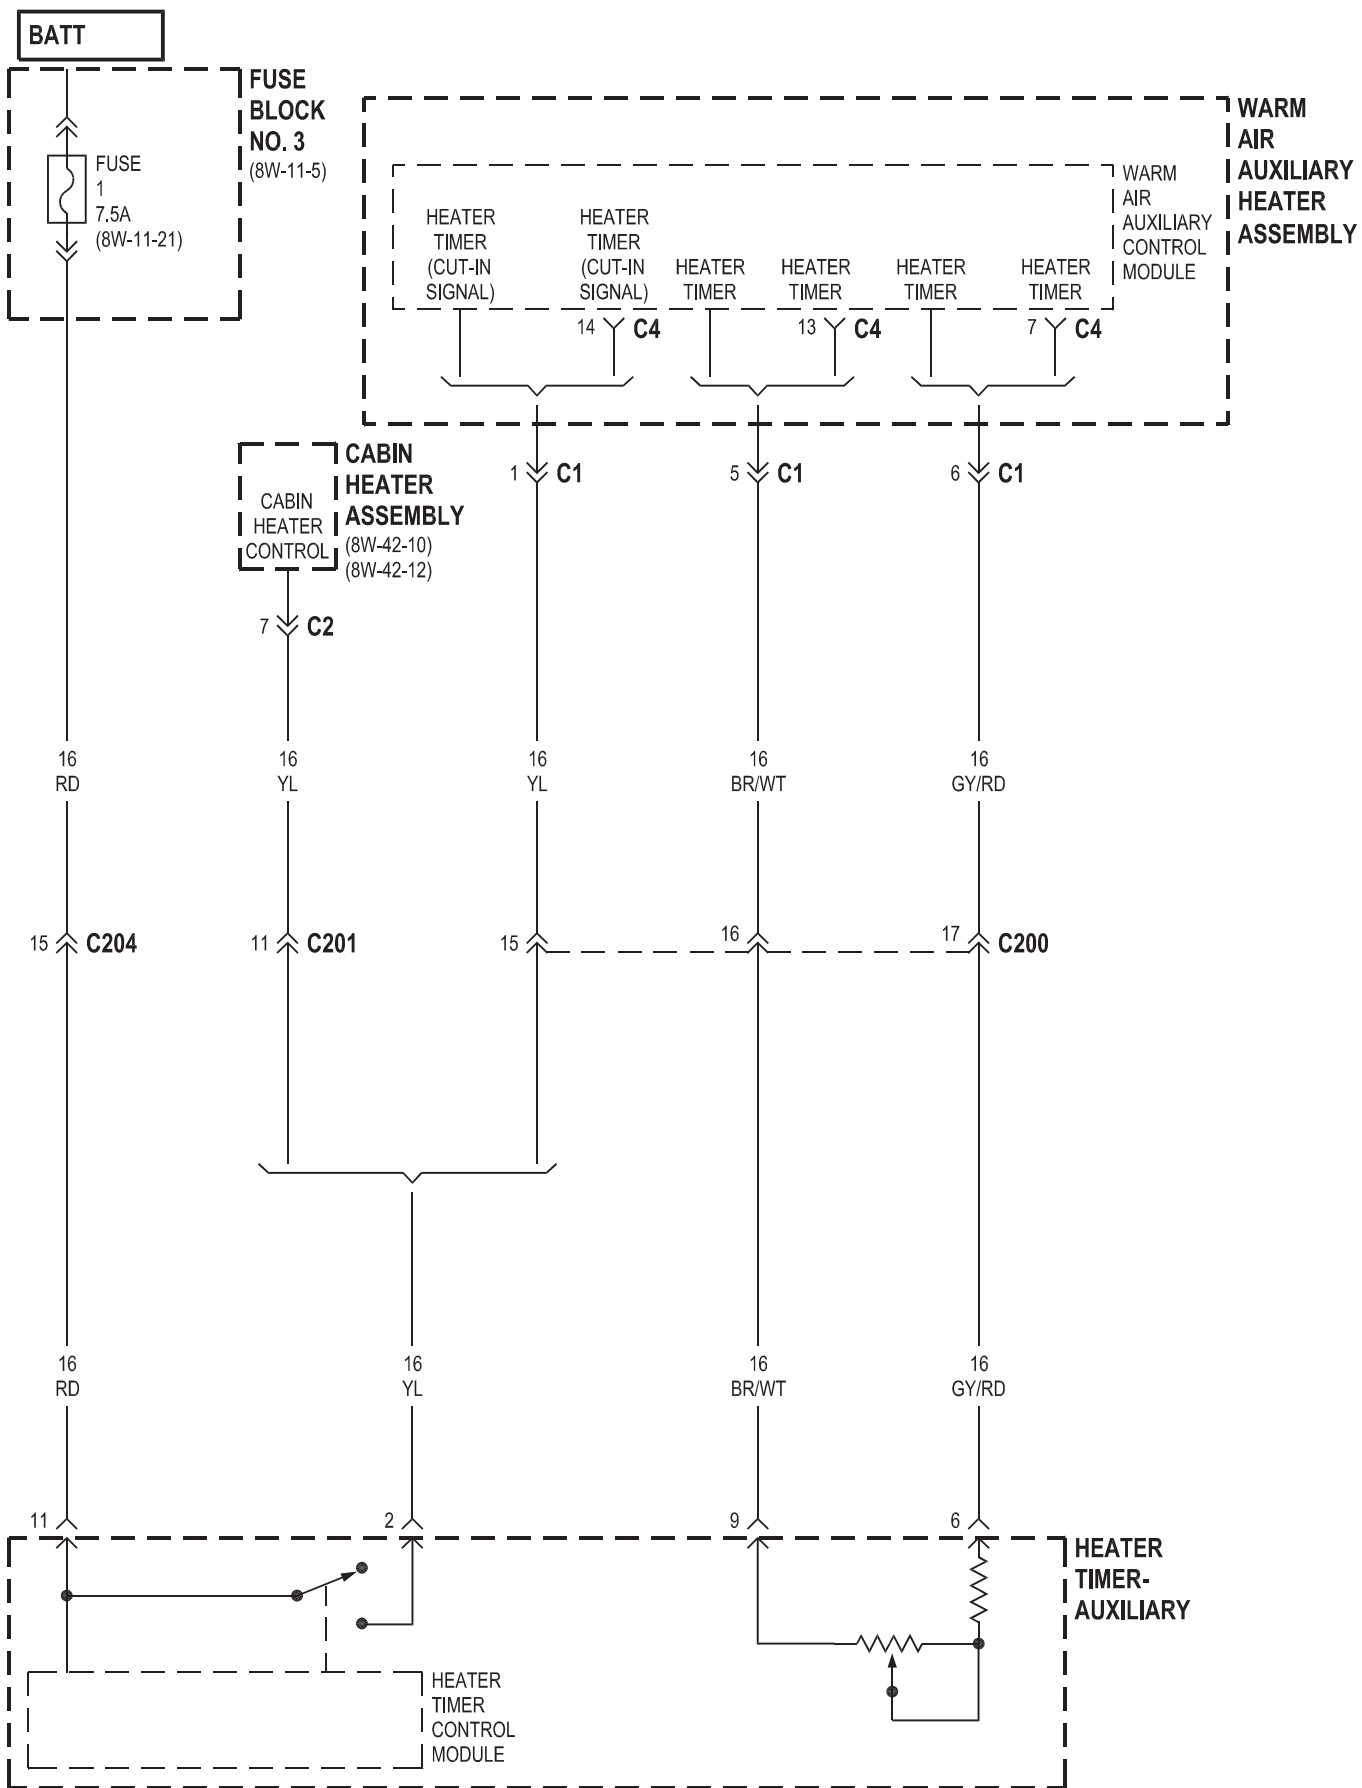 BATT
FUSE
BLOCK
NO. 3
(8W-11-5)
FUSE
1
7.5A
(8W-11-21)
WARM
AIR
AUXILIARY
HEATER
ASSEMBLY
WARM
AIR
AUXILIARY
CONTROL
MODULE
HEATER
TIMER
(CUT-IN
SIGNAL)
HEATER
TIMER
(CUT-IN
SIGNAL)
HEATER
TIMER
HEATER
TIMER
HEATER
TIMER
HEATER
TIMER
14 C4
13 C4
7 C4
CABIN
HEATER
ASSEMBLY
(8W-42-10)
(8W-42-12)
CABIN
HEATER
CONTROL
1 C1
5 C1
6 C1
7 C2
16
RD
16
YL
16
YL
16
BR/WT
16
GY/RD
15 C204
11 C201
15
16
17 C200
16
RD
16
YL
16
BR/WT
16
GY/RD
11
2
9
6
HEATER
TIMER-
AUXILIARY
HEATER
TIMER
CONTROL
MODULE